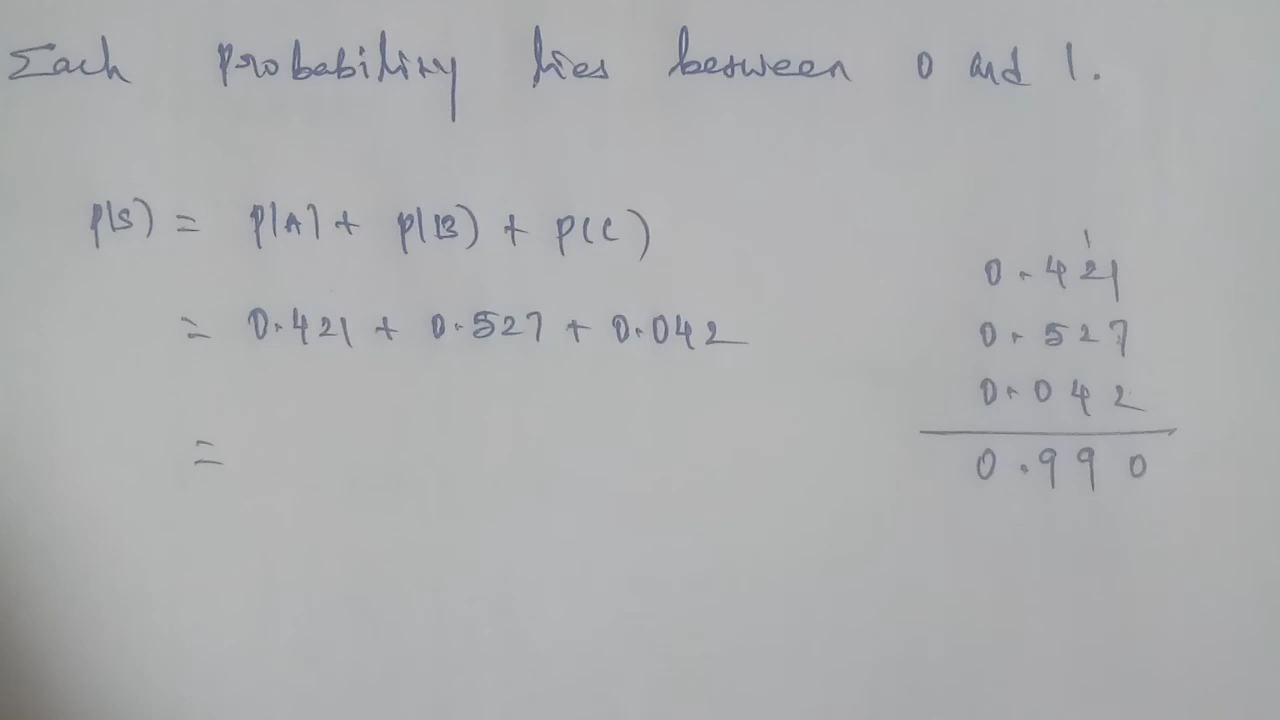 Each probability lies between 0 and 1.
P(S) = P(A) + P(B) + P(C)
= 0.421 + 0.527 + 0.042
=
1
0.421
0.527
0.042
0.990